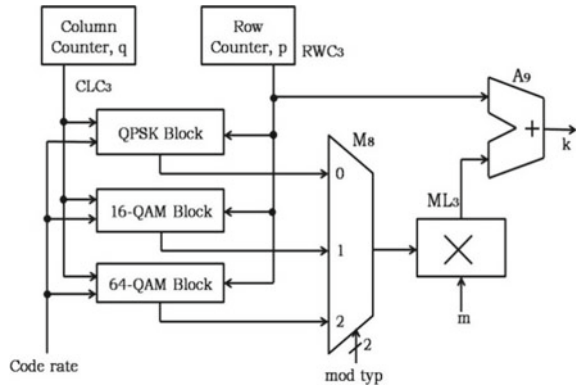 Column
Counter, q
Row
Counter, p
RWC3
CLC3
A9
QPSK Block
M8
+
k
0
ML3
16-QAM Block
1
64-QAM Block
2
m
2
Code rate
mod typ